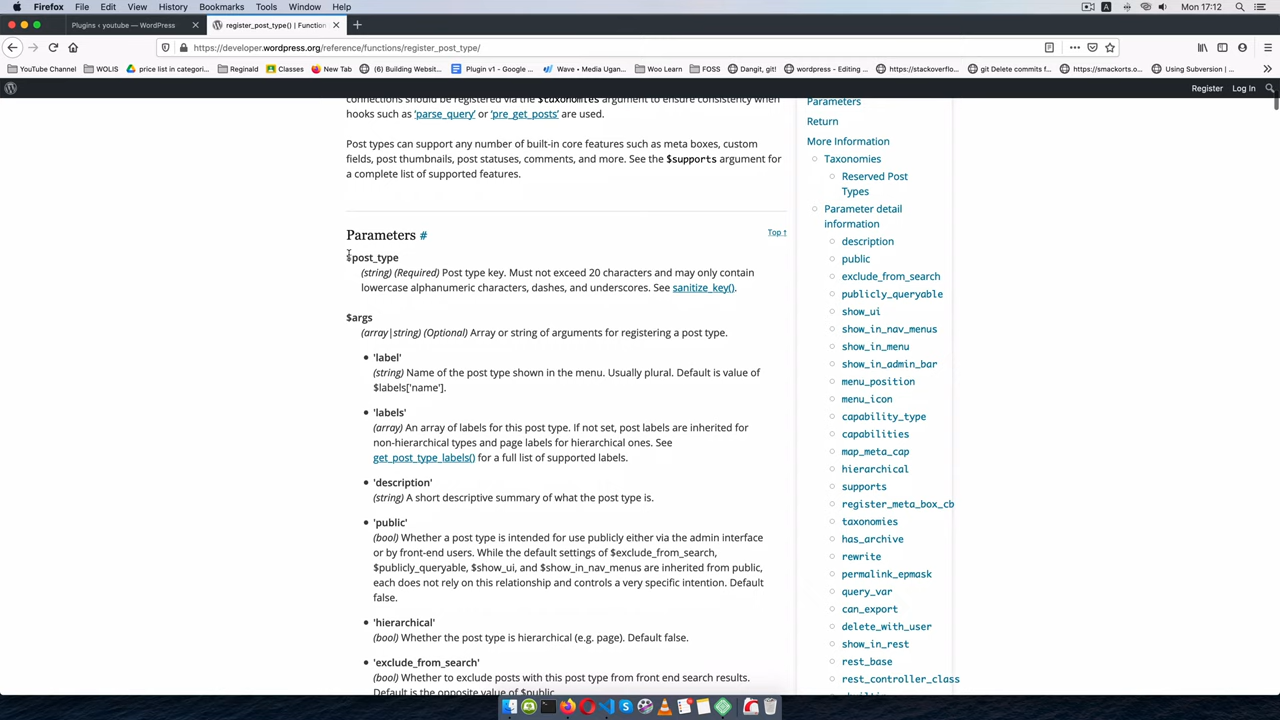 Firefox File Edit View History Bookmarks Tools Window Help Mon 17:12
Plugins ‹ youtube — WordPress
register_post_type() | Function
https://developer.wordpress.org/reference/functions/register_post_type/
YouTube Channel WOLIS price list in categori... Reginald Classes New Tab (6) Building Websit... Plugin v1 - Google ... Wave • Media Ugan... Woo Learn FOSS Dangit, git! wordpress - Editing ... https://stackoverflo... git Delete commits f... https://smackorts.o... Using Subversion (...
Register Log In
connections should be registered via the $taxonomies argument to ensure consistency when
hooks such as 'parse_query' or 'pre_get_posts' are used.
Post types can support any number of built-in core features such as meta boxes, custom
fields, post thumbnails, post statuses, comments, and more. See the $supports argument for
a complete list of supported features.
Parameters #
Top ↑
$post_type
(string) (Required) Post type key. Must not exceed 20 characters and may only contain
lowercase alphanumeric characters, dashes, and underscores. See sanitize_key().
$args
(array|string) (Optional) Array or string of arguments for registering a post type.
'label'
(string) Name of the post type shown in the menu. Usually plural. Default is value of
$labels['name'].
'labels'
(array) An array of labels for this post type. If not set, post labels are inherited for
non-hierarchical types and page labels for hierarchical ones. See
get_post_type_labels() for a full list of supported labels.
'description'
(string) A short descriptive summary of what the post type is.
'public'
(bool) Whether a post type is intended for use publicly either via the admin interface
or by front-end users. While the default settings of $exclude_from_search,
$publicly_queryable, $show_ui, and $show_in_nav_menus are inherited from public,
each does not rely on this relationship and controls a very specific intention. Default
false.
'hierarchical'
(bool) Whether the post type is hierarchical (e.g. page). Default false.
'exclude_from_search'
(bool) Whether to exclude posts with this post type from front end search results.
Default is the opposite value of $public.
Parameters
Return
More Information
Taxonomies
Reserved Post
Types
Parameter detail
information
description
public
exclude_from_search
publicly_queryable
show_ui
show_in_nav_menus
show_in_menu
show_in_admin_bar
menu_position
menu_icon
capability_type
capabilities
map_meta_cap
hierarchical
supports
register_meta_box_cb
taxonomies
has_archive
rewrite
permalink_epmask
query_var
can_export
delete_with_user
show_in_rest
rest_base
rest_controller_class